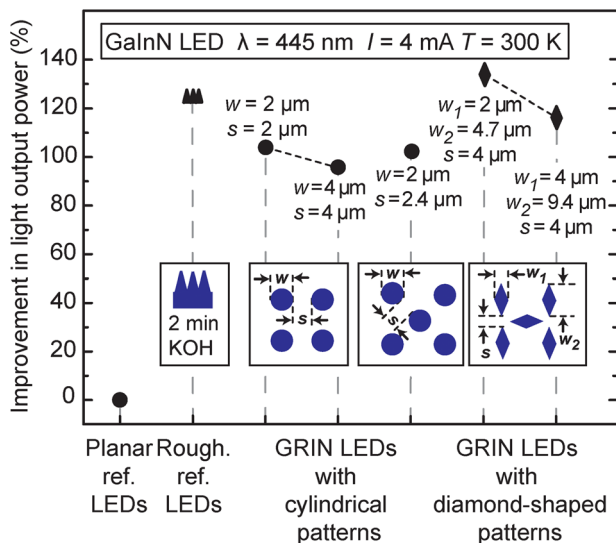 Improvement in light output power (%)
140
120
100
80
60
40
20
0
GaInN LED λ = 445 nm I = 4 mA T = 300 K
w = 2 µm
s = 2 µm
w = 4 µm
s = 4 µm
w = 2 µm
s = 2.4 µm
w1 = 2 µm
w2 = 4.7 µm
s = 4 µm
w1 = 4 µm
w2 = 9.4 µm
s = 4 µm
2 min
KOH
w
s
w
s
w1
s
w2
Planar
ref.
LEDs
Rough.
ref.
LEDs
GRIN LEDs
with
cylindrical
patterns
GRIN LEDs
with
diamond-shaped
patterns